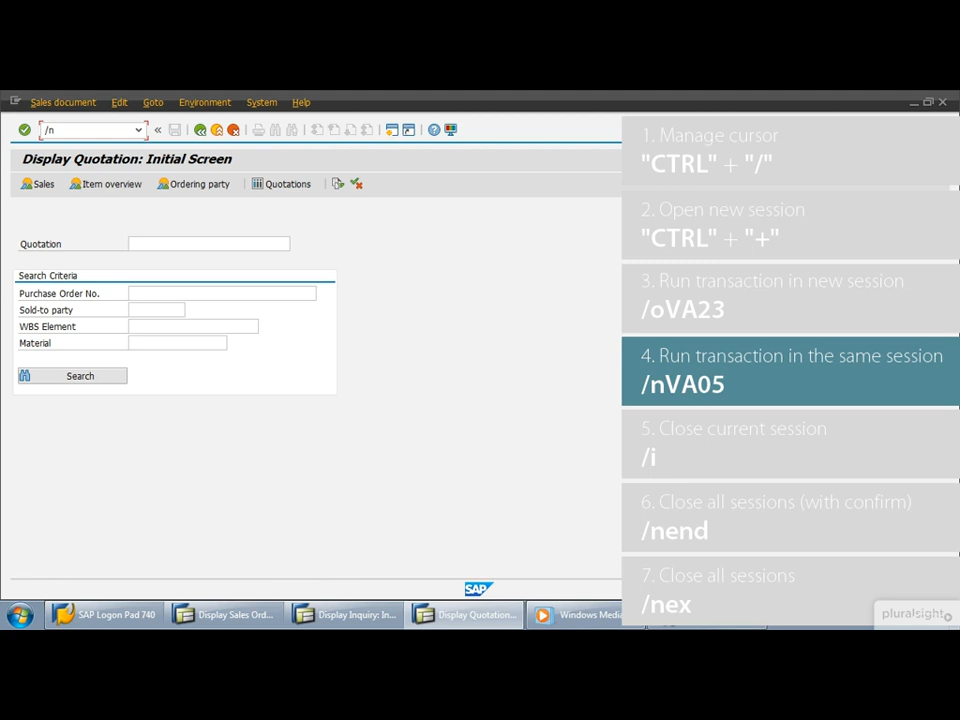 Sales document Edit Goto Environment System Help
/n
Display Quotation: Initial Screen
Sales Item overview Ordering party Quotations
Quotation
Search Criteria
Purchase Order No.
Sold-to party
WBS Element
Material
Search
1. Manage cursor
"CTRL" + "/"
2. Open new session
"CTRL" + "+"
3. Run transaction in new session
/oVA23
4. Run transaction in the same session
/nVA05
5. Close current session
/i
6. Close all sessions (with confirm)
/nend
7. Close all sessions
/nex
SAP
SAP Logon Pad 740 Display Sales Ord... Display Inquiry: In... Display Quotation... Windows Media
pluralsight